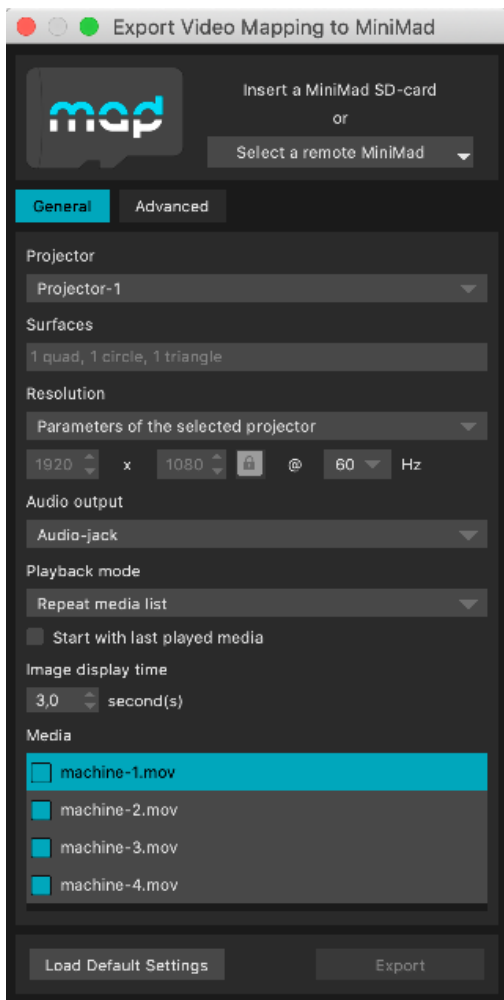 Export Video Mapping to MiniMad
map
Insert a MiniMad SD-card
or
Select a remote MiniMad
General Advanced
Projector
Projector-1
Surfaces
1 quad, 1 circle, 1 triangle
Resolution
Parameters of the selected projector
1920 x 1080 @ 60 Hz
Audio output
Audio-jack
Playback mode
Repeat media list
Start with last played media
Image display time
3,0 second(s)
Media
machine-1.mov
machine-2.mov
machine-3.mov
machine-4.mov
Load Default Settings Export